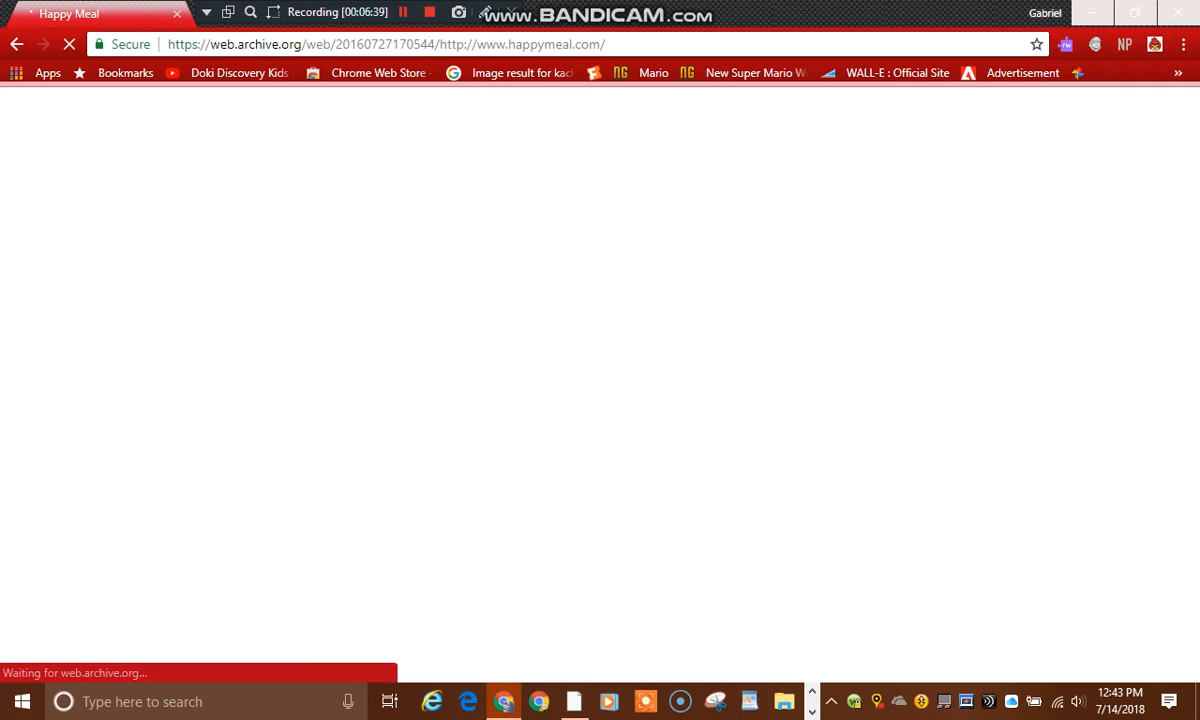 Happy Meal
Recording [00:06:39]
www.BANDICAM.com
Gabriel
Secure
https://web.archive.org/web/20160727170544/http://www.happymeal.com/
NP
Apps
Bookmarks
Doki Discovery Kids
Chrome Web Store -
Image result for kac
Mario
New Super Mario W
WALL-E : Official Site
Advertisement
»
Waiting for web.archive.org...
Type here to search
12:43 PM
7/14/2018